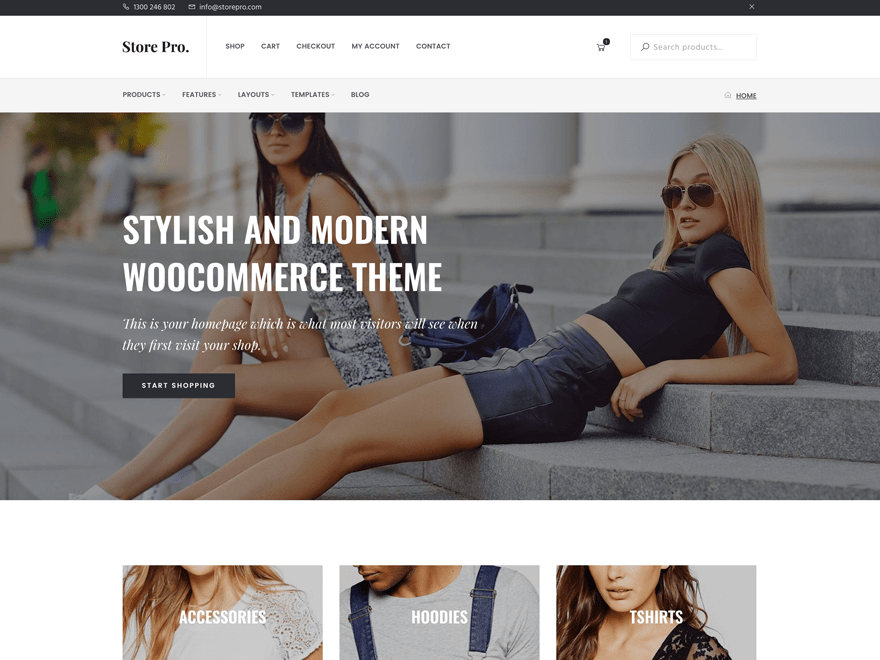 1300 246 802 info@storepro.com
Store Pro. SHOP CART CHECKOUT MY ACCOUNT CONTACT 1 Search products...
PRODUCTS FEATURES LAYOUTS TEMPLATES BLOG HOME
STYLISH AND MODERN
WOOCOMMERCE THEME
This is your homepage which is what most visitors will see when
they first visit your shop.
START SHOPPING
ACCESSORIES HOODIES TSHIRTS